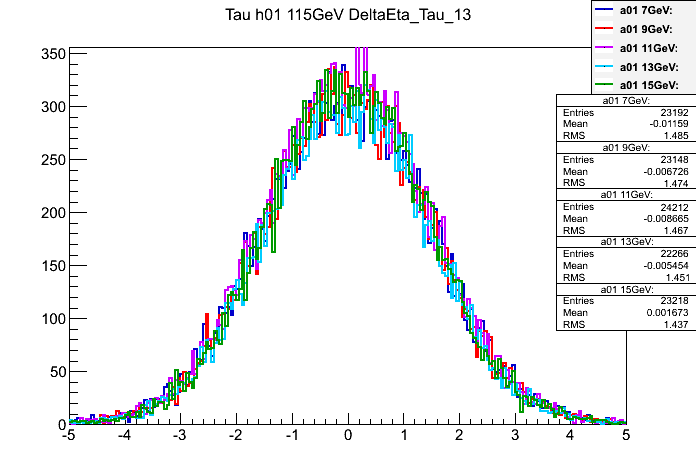 Tau h01 115GeV DeltaEta_Tau_13
a01 7GeV:
a01 9GeV:
a01 11GeV:
a01 13GeV:
a01 15GeV:
a01 7GeV:
Entries 23192
Mean -0.01159
RMS 1.485
a01 9GeV:
Entries 23148
Mean -0.006726
RMS 1.474
a01 11GeV:
Entries 24212
Mean -0.008665
RMS 1.467
a01 13GeV:
Entries 22266
Mean -0.005454
RMS 1.451
a01 15GeV:
Entries 23218
Mean 0.001673
RMS 1.437
350
300
250
200
150
100
50
0
-5 -4 -3 -2 -1 0 1 2 3 4 5